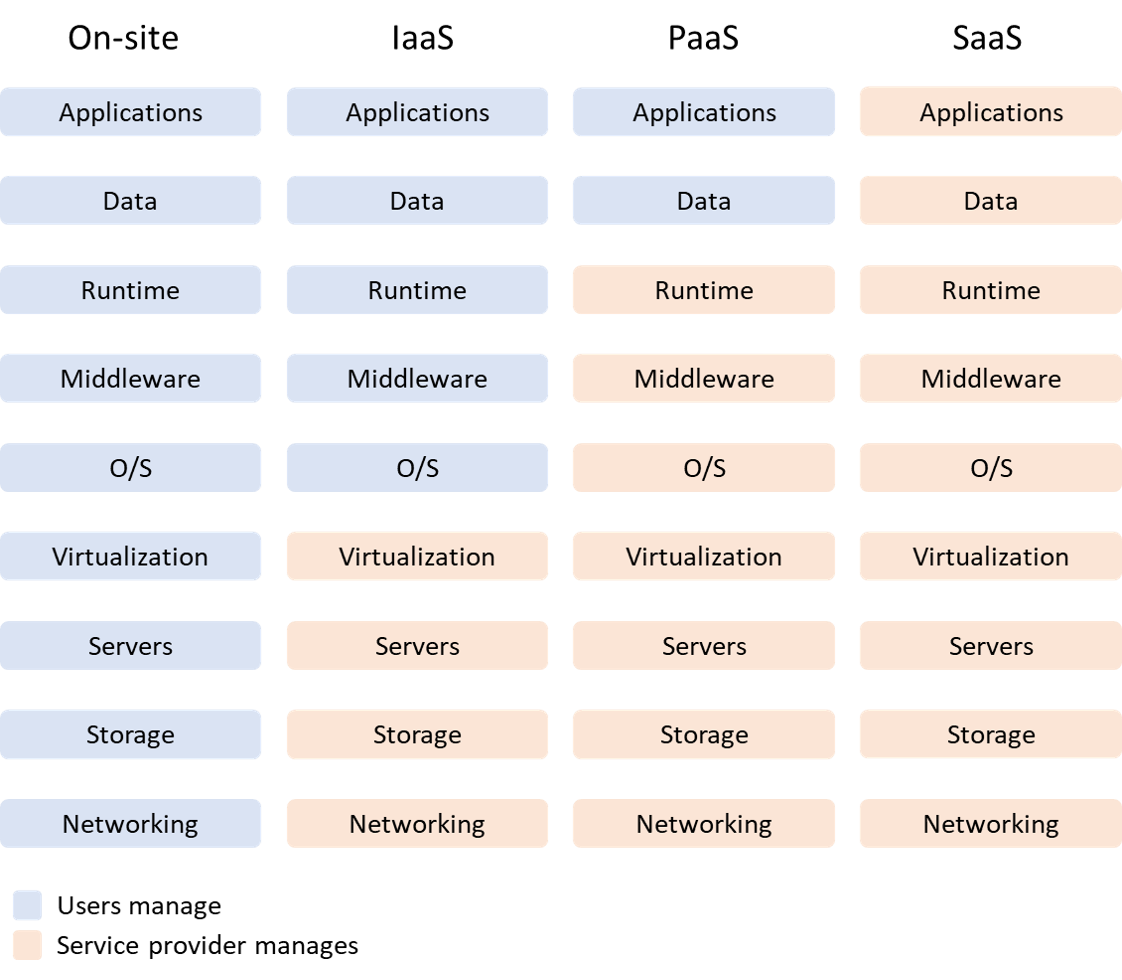 On-site IaaS PaaS SaaS
Applications Applications Applications Applications
Data Data Data Data
Runtime Runtime Runtime Runtime
Middleware Middleware Middleware Middleware
O/S O/S O/S O/S
Virtualization Virtualization Virtualization Virtualization
Servers Servers Servers Servers
Storage Storage Storage Storage
Networking Networking Networking Networking
Users manage
Service provider manages